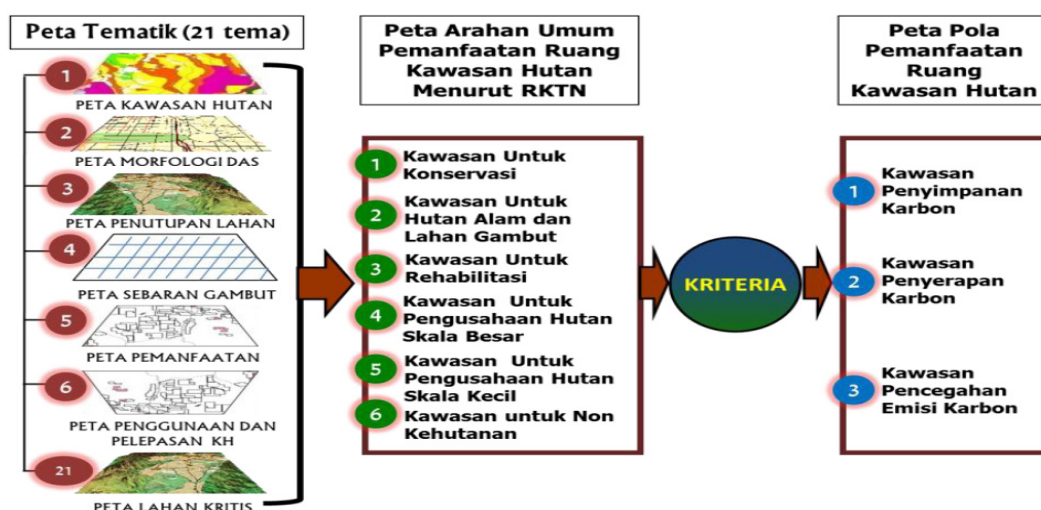 Peta Tematik (21 tema)
1
PETA KAWASAN HUTAN
2
PETA MORFOLOGI DAS
3
PETA PENUTUPAN LAHAN
4
PETA SEBARAN GAMBUT
5
PETA PEMANFAATAN
6
PETA PENGGUNAAN DAN
PELEPASAN KH
21
PETA LAHAN KRITIS
Peta Arahan Umum
Pemanfaatan Ruang
Kawasan Hutan
Menurut RKTN
1 Kawasan Untuk
Konservasi
2 Kawasan Untuk
Hutan Alam dan
Lahan Gambut
3 Kawasan Untuk
Rehabilitasi
4 Kawasan Untuk
Pengusahaan Hutan
Skala Besar
5 Kawasan Untuk
Pengusahaan Hutan
Skala Kecil
6 Kawasan untuk Non
Kehutanan
KRITERIA
Peta Pola
Pemanfaatan
Ruang
Kawasan Hutan
1 Kawasan
Penyimpanan
Karbon
2 Kawasan
Penyerapan
Karbon
3 Kawasan
Pencegahan
Emisi Karbon